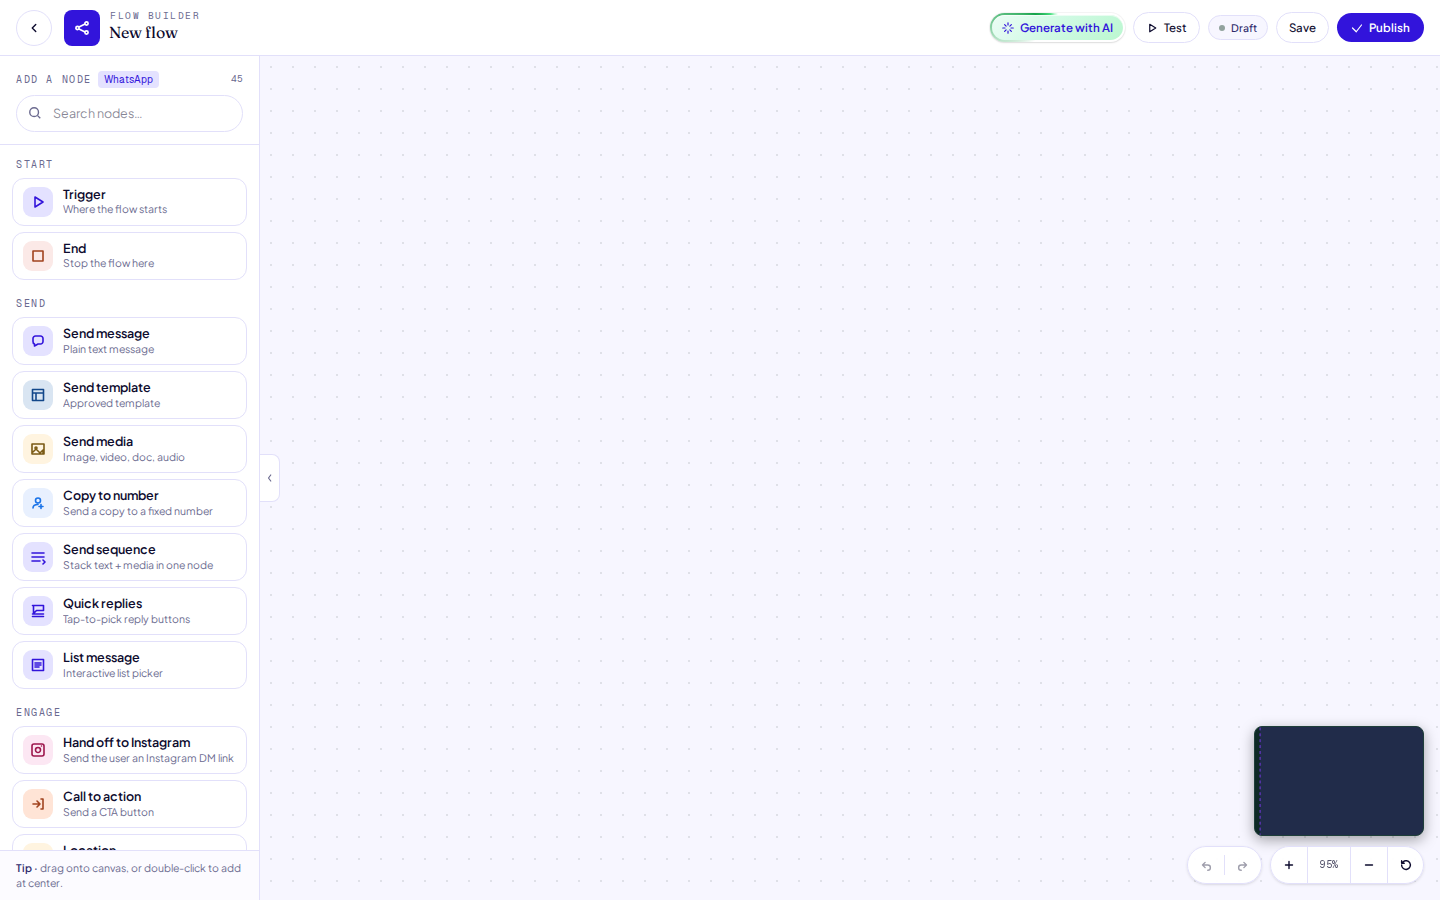 FLOW BUILDER
New flow
Generate with AI
Test
Draft
Save
Publish
ADD A NODE
WhatsApp
45
Search nodes...
START
Trigger
Where the flow starts
End
Stop the flow here
SEND
Send message
Plain text message
Send template
Approved template
Send media
Image, video, doc, audio
Copy to number
Send a copy to a fixed number
Send sequence
Stack text + media in one node
Quick replies
Tap-to-pick reply buttons
List message
Interactive list picker
ENGAGE
Hand off to Instagram
Send the user an Instagram DM link
Call to action
Send a CTA button
Location
Tip · drag onto canvas, or double-click to add
at center.
95%